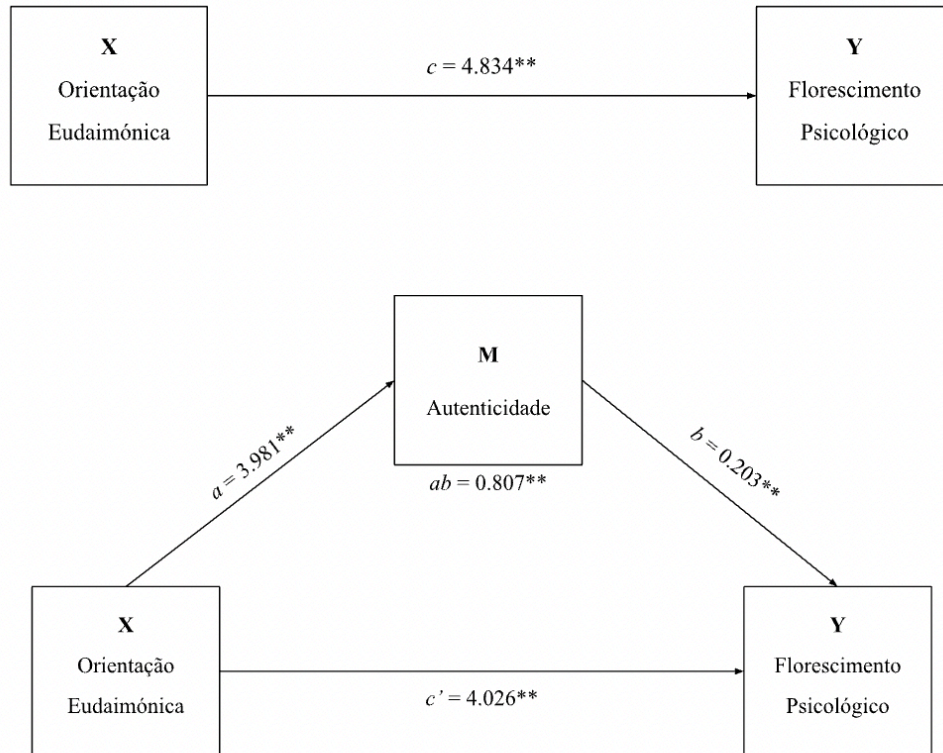 X
Orientação
Eudaimónica
c = 4.834**
Y
Florescimento
Psicológico
M
Autenticidade
a = 3.981**
ab = 0.807**
b = 0.203**
X
Orientação
Eudaimónica
c’ = 4.026**
Y
Florescimento
Psicológico